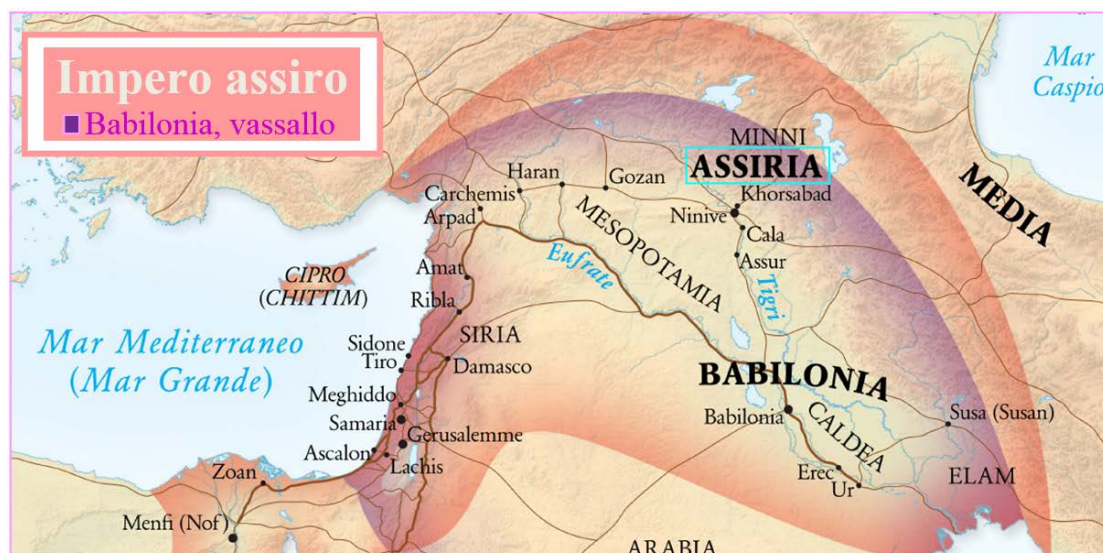 Impero assiro
Babilonia, vassallo
Mar
Caspio
MINNI
ASSIRIA
MEDIA
Haran
Gozan
Khorsabad
Carchemis
Arpad
Ninive
MESOPOTAMIA
Cala
Assur
Eufrate
Tigri
CIPRO
(CHITTIM)
Amat
Ribla
SIRIA
Mar Mediterraneo
(Mar Grande)
Sidone
Tiro
Damasco
BABILONIA
Meghiddo
Samaria
Babilonia
CALDEA
Susa (Susan)
Gerusalemme
Ascalon
Lachis
Zoan
Erec
Ur
ELAM
Menfi (Nof)
ARABIA